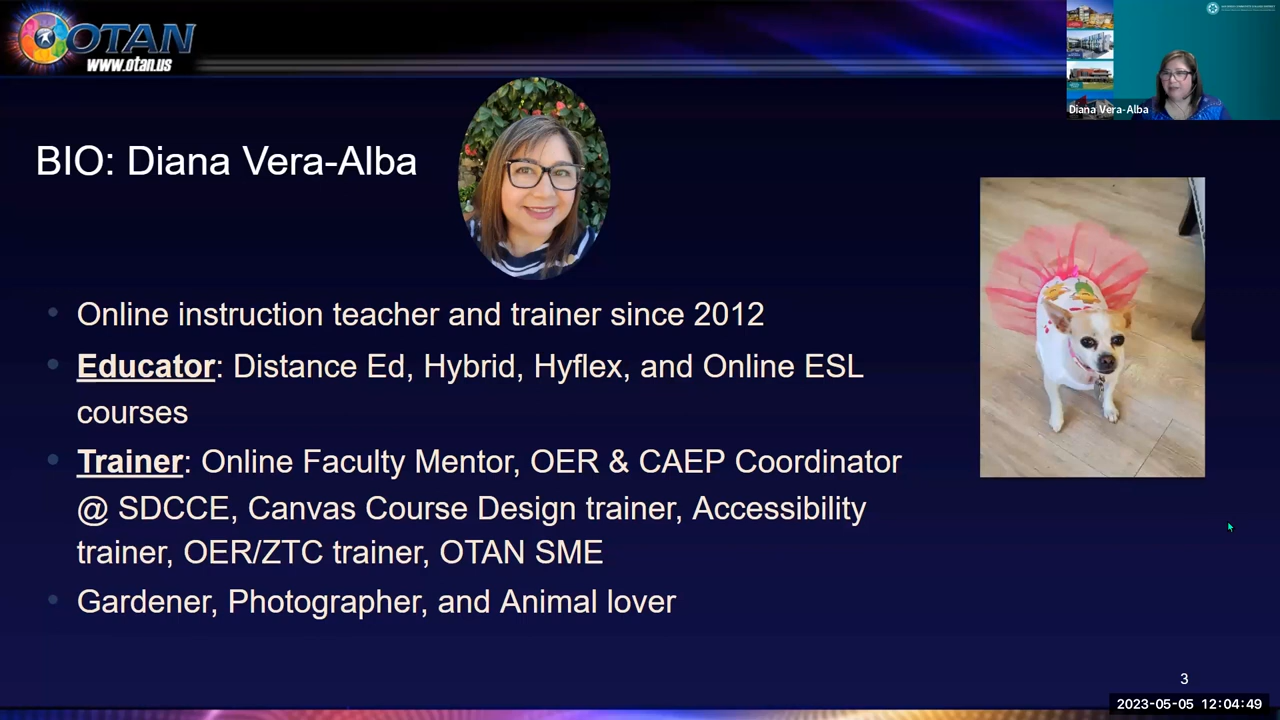 OTAN
www.otan.us
Diana Vera-Alba
BIO: Diana Vera-Alba
Online instruction teacher and trainer since 2012
Educator: Distance Ed, Hybrid, Hyflex, and Online ESL
courses
Trainer: Online Faculty Mentor, OER & CAEP Coordinator
@ SDCCE, Canvas Course Design trainer, Accessibility
trainer, OER/ZTC trainer, OTAN SME
Gardener, Photographer, and Animal lover
3
2023-05-05 12:04:49